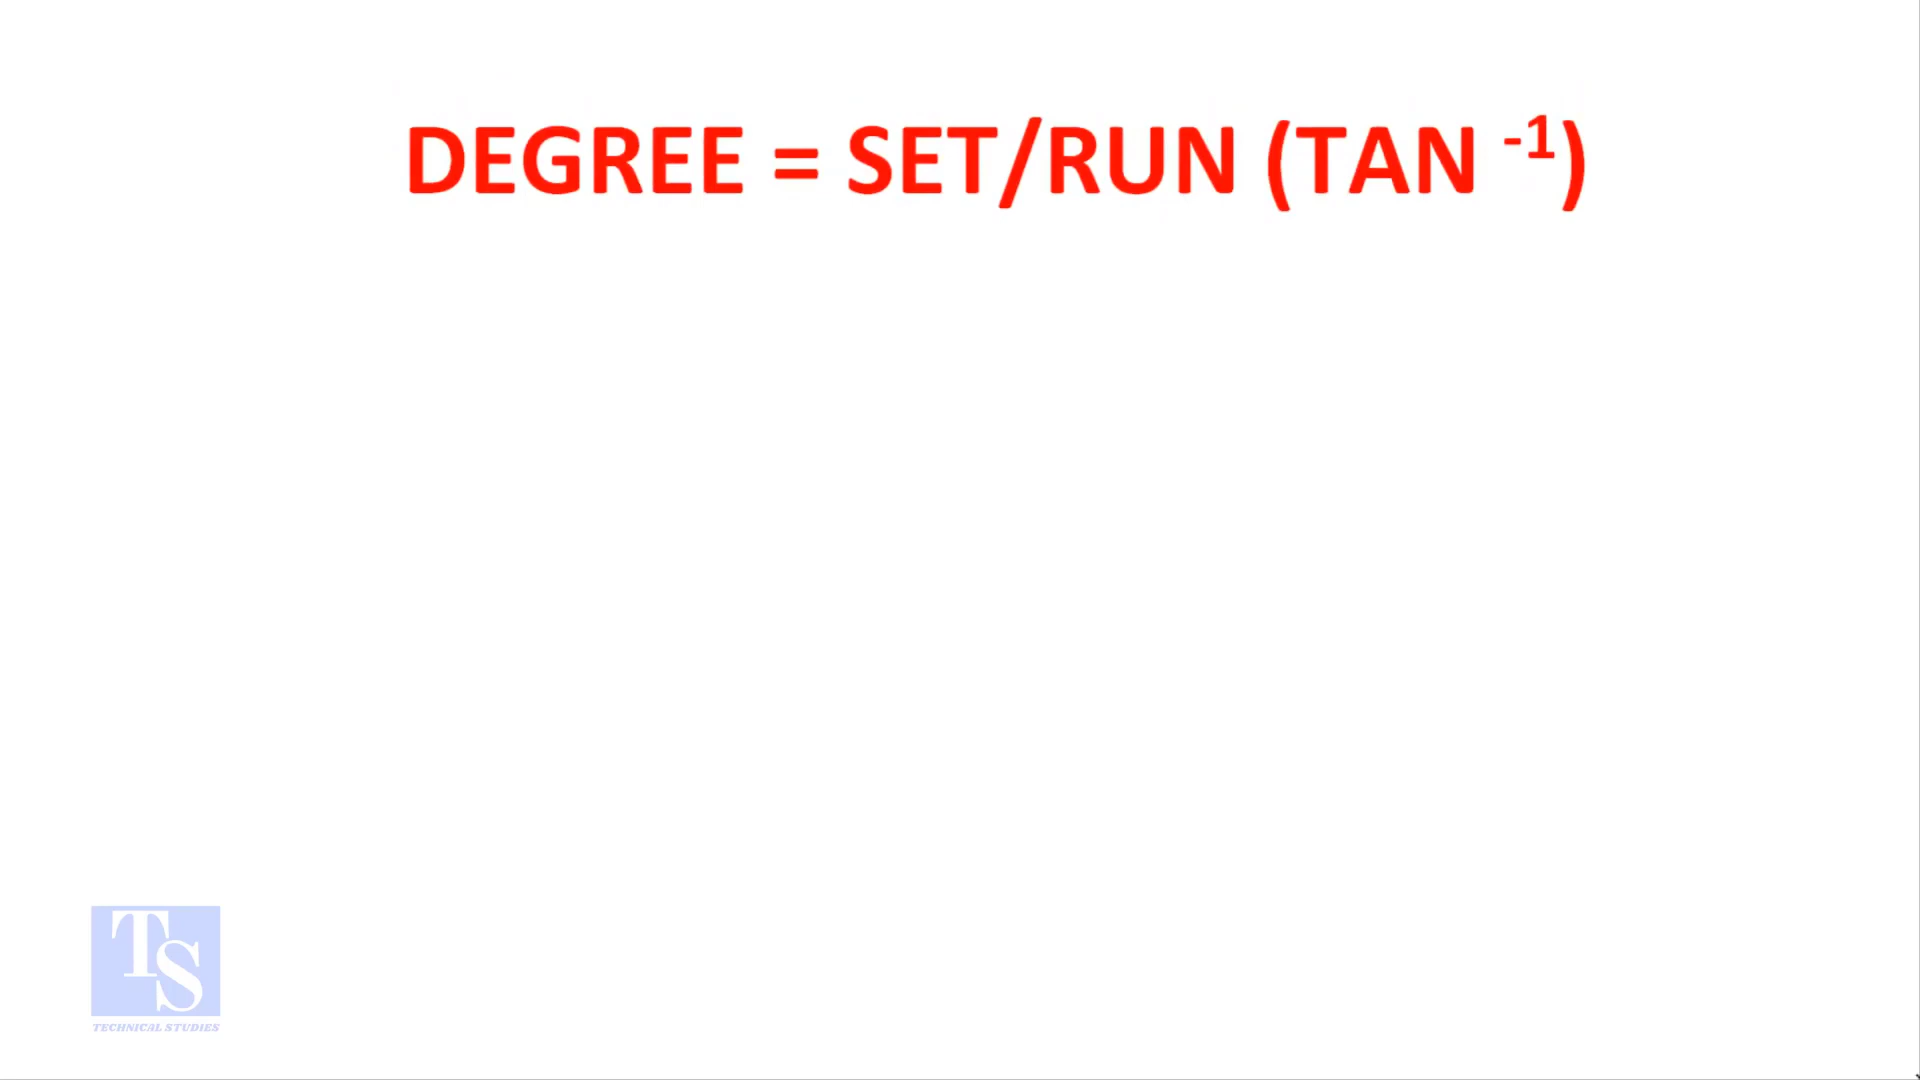 DEGREE = SET/RUN (TAN -1)
TS
TECHNICAL STUDIES